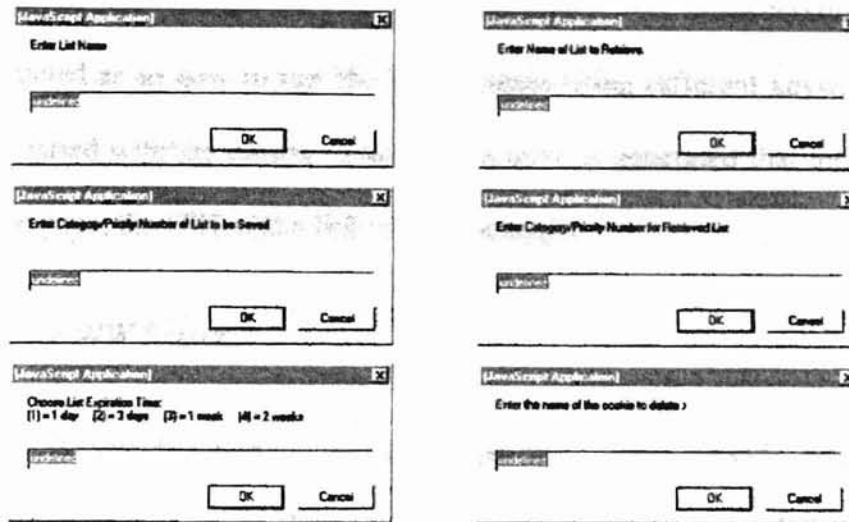 [JavaScript Application]
Enter List Name
undefined
OK Cancel
[JavaScript Application]
Enter Category/Priority Number of List to be Saved
undefined
OK Cancel
[JavaScript Application]
Choose List Expiration Time:
[1] = 1 day [2] = 3 days [3] = 1 week [4] = 2 weeks
undefined
OK Cancel
[JavaScript Application]
Enter Name of List to Retrieve.
undefined
OK Cancel
[JavaScript Application]
Enter Category/Priority Number for Retrieved List
undefined
OK Cancel
[JavaScript Application]
Enter the name of the cookie to delete
undefined
OK Cancel